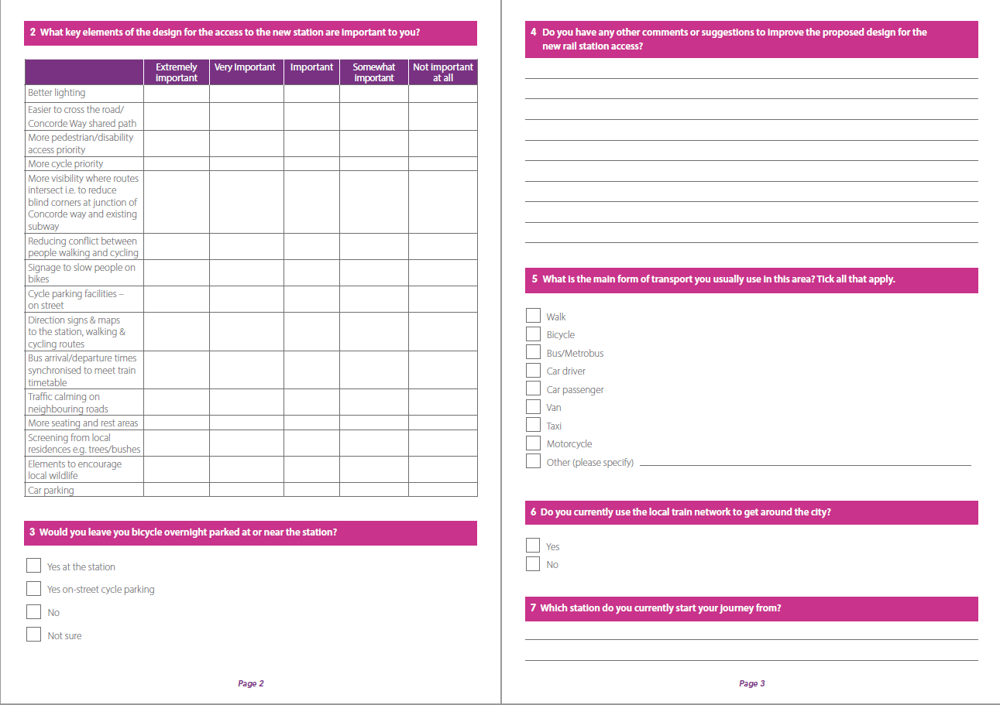 2 What key elements of the design for the access to the new station are important to you?
Extremely
important
Very important
Important
Somewhat
important
Not important
at all
Better lighting
Easier to cross the road/
Concorde Way shared path
More pedestrian/disability
access priority
More cycle priority
More visibility where routes
intersect i.e. to reduce
blind corners at junction of
Concorde way and existing
subway
Reducing conflict between
people walking and cycling
Signage to slow people on
bikes
Cycle parking facilities –
on street
Direction signs & maps
to the station, walking &
cycling routes
Bus arrival/departure times
synchronised to meet train
timetable
Traffic calming on
neighbouring roads
More seating and rest areas
Screening from local
residences e.g. trees/bushes
Elements to encourage
local wildlife
Car parking
3 Would you leave you bicycle overnight parked at or near the station?
Yes at the station
Yes on-street cycle parking
No
Not sure
Page 2
4 Do you have any other comments or suggestions to improve the proposed design for the
new rail station access?
5 What is the main form of transport you usually use in this area? Tick all that apply.
Walk
Bicycle
Bus/Metrobus
Car driver
Car passenger
Van
Taxi
Motorcycle
Other (please specify)
6 Do you currently use the local train network to get around the city?
Yes
No
7 Which station do you currently start your journey from?
Page 3